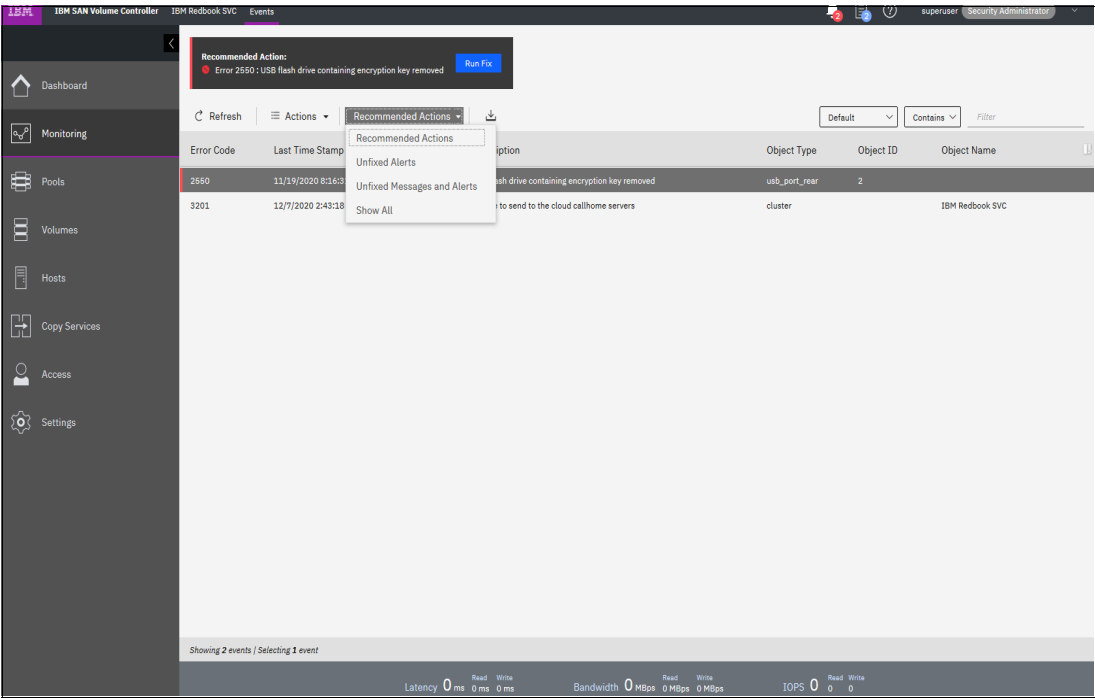 IBM IBM SAN Volume Controller IBM Redbook SVC Events 2 2 ? superuser Security Administrator
Recommended Action:
Error 2550 : USB flash drive containing encryption key removed Run Fix
Dashboard
Refresh Actions Recommended Actions Default Contains Filter
Monitoring
Recommended Actions
Error Code Last Time Stamp iption Object Type Object ID Object Name
Unfixed Alerts
Pools
2550 11/19/2020 8:16:3 ash drive containing encryption key removed usb_port_rear 2
Unfixed Messages and Alerts
3201 12/7/2020 2:43:18 to send to the cloud callhome servers cluster IBM Redbook SVC
Show All
Volumes
Hosts
Copy Services
Access
Settings
Showing 2 events / Selecting 1 event
Latency 0 ms Read 0 ms Write 0 ms Bandwidth 0 MBps Read 0 MBps Write 0 MBps IOPS 0 Read 0 Write 0